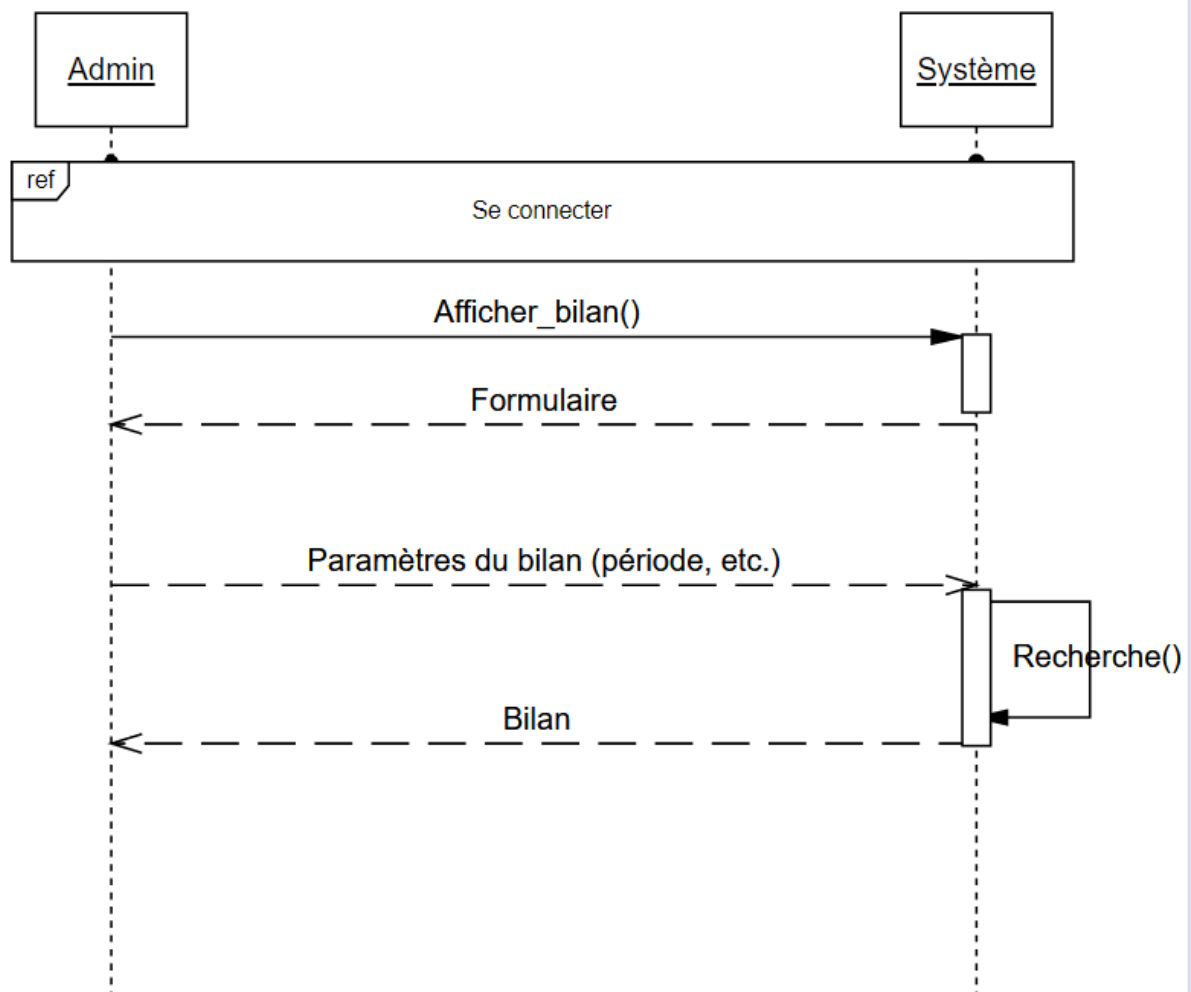 Admin
Système
ref
Se connecter
Afficher_bilan()
Formulaire
Paramètres du bilan (période, etc.)
Recherche()
Bilan